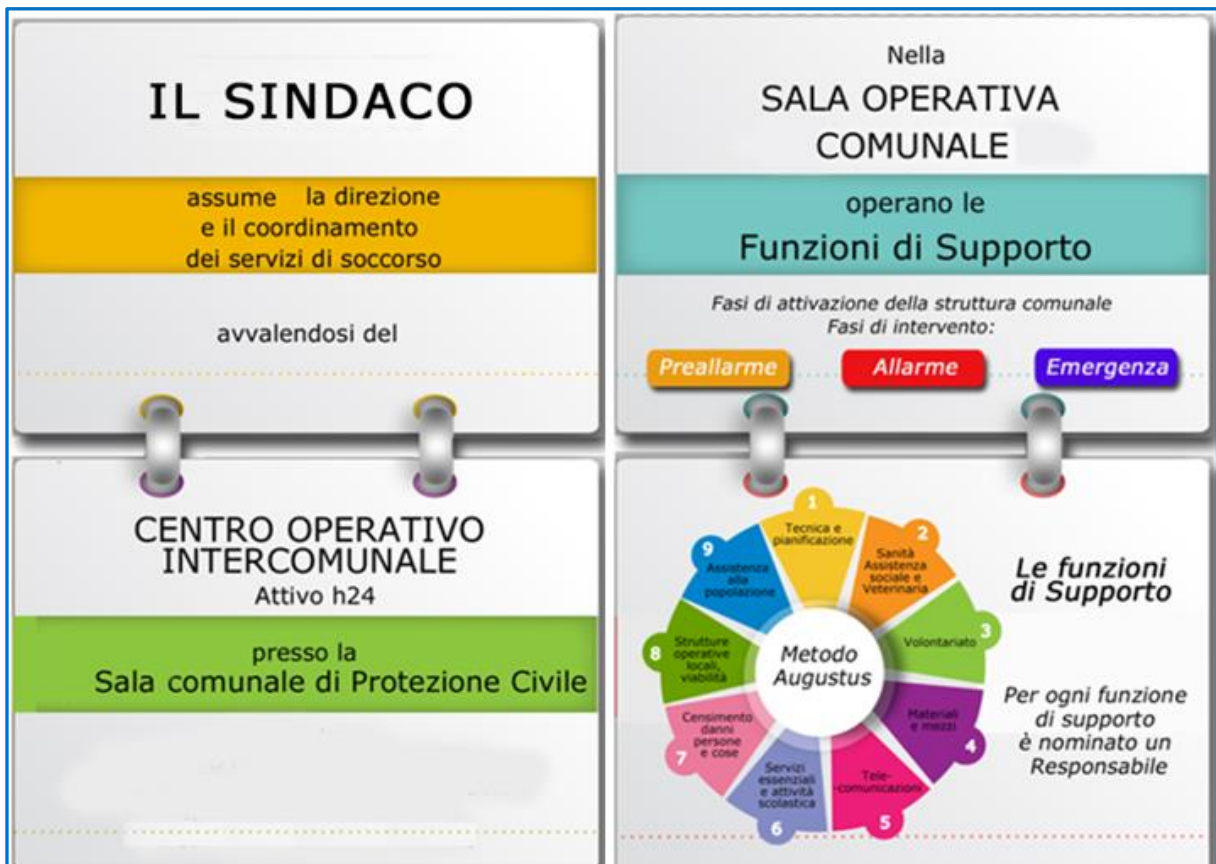 IL SINDACO
assume la direzione
e il coordinamento
dei servizi di soccorso
avvalendosi del
CENTRO OPERATIVO
INTERCOMUNALE
Attivo h24
presso la
Sala comunale di Protezione Civile
Nella
SALA OPERATIVA
COMUNALE
operano le
Funzioni di Supporto
Fasi di attivazione della struttura comunale
Fasi di intervento:
Preallarme
Allarme
Emergenza
1
Tecnica e
pianificazione
2
Sanità
Assistenza
sociale e
Veterinaria
3
Volontariato
4
Materiali
e mezzi
5
Tele-
comunicazioni
6
Servizi
essenziali
e attività
scolastica
7
Censimento
danni
persone
e cose
8
Strutture
operative
locali,
viabilità
9
Assistenza
alla
popolazione
Metodo
Augustus
Le funzioni
di Supporto
Per ogni funzione
di supporto
è nominato un
Responsabile